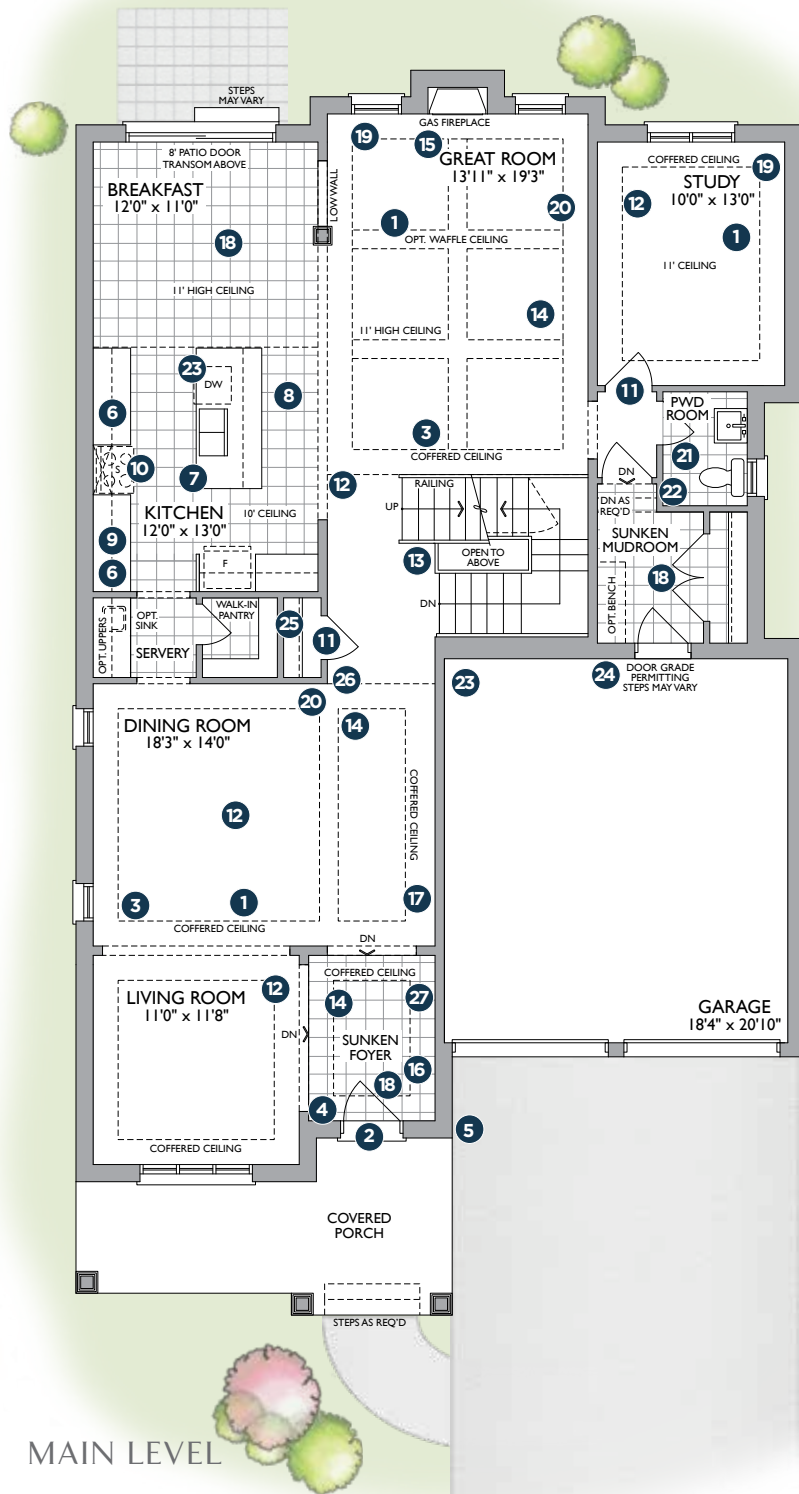 STEPS
MAY VARY
8' PATIO DOOR
TRANSOM ABOVE
BREAKFAST
12'0" x 11'0"
18
11' HIGH CEILING
LOW WALL
GAS FIREPLACE
19
15
GREAT ROOM
13'11" x 19'3"
20
1
OPT. WAFFLE CEILING
14
11' HIGH CEILING
3
COFFERED CEILING
COFFERED CEILING
19
STUDY
10'0" x 13'0"
12
1
11' CEILING
11
PWD
ROOM
21
22
DN
DN AS
REQ'D
SUNKEN
MUDROOM
18
OPT. BENCH
24
DOOR GRADE
PERMITTING
STEPS MAY VARY
23
DW
8
6
S
10
7
KITCHEN
12'0" x 13'0"
10' CEILING
9
6
F
12
RAILING
UP
13
OPEN TO
ABOVE
DN
OPT. UPPERS
OPT.
SINK
SERVERY
WALK-IN
PANTRY
25
11
26
20
DINING ROOM
18'3" x 14'0"
14
12
COFFERED CEILING
3
1
17
COFFERED CEILING
DN
23
GARAGE
18'4" x 20'10"
LIVING ROOM
11'0" x 11'8"
12
DN
COFFERED CEILING
COFFERED CEILING
14
27
SUNKEN
FOYER
16
18
4
2
5
COVERED
PORCH
STEPS AS REQ'D
MAIN LEVEL